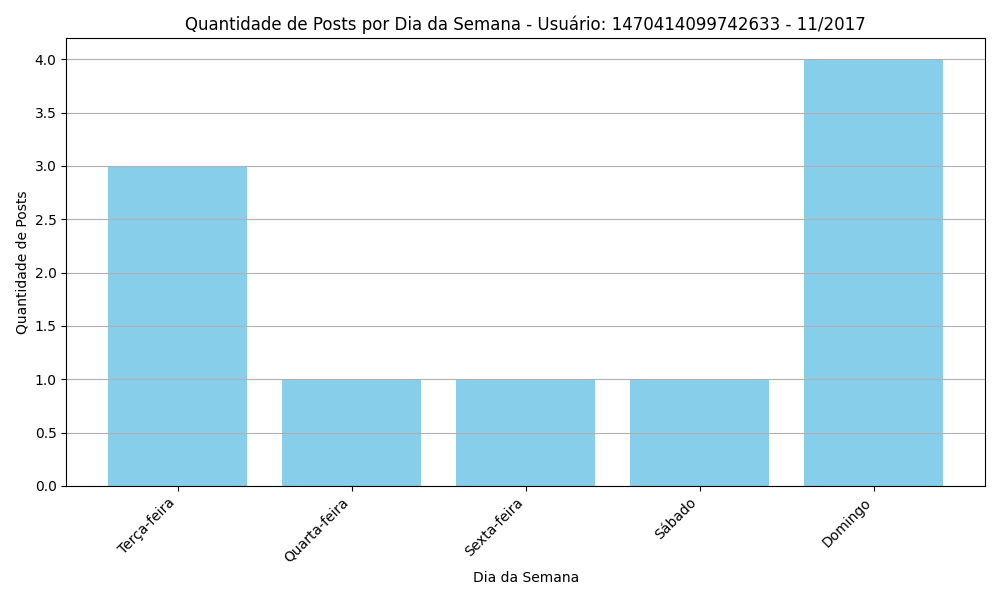 Quantidade de Posts por Dia da Semana - Usuário: 1470414099742633 - 11/2017
Quantidade de Posts
4.0
3.5
3.0
2.5
2.0
1.5
1.0
0.5
0.0
Terça-feira
Quarta-feira
Sexta-feira
Sábado
Domingo
Dia da Semana